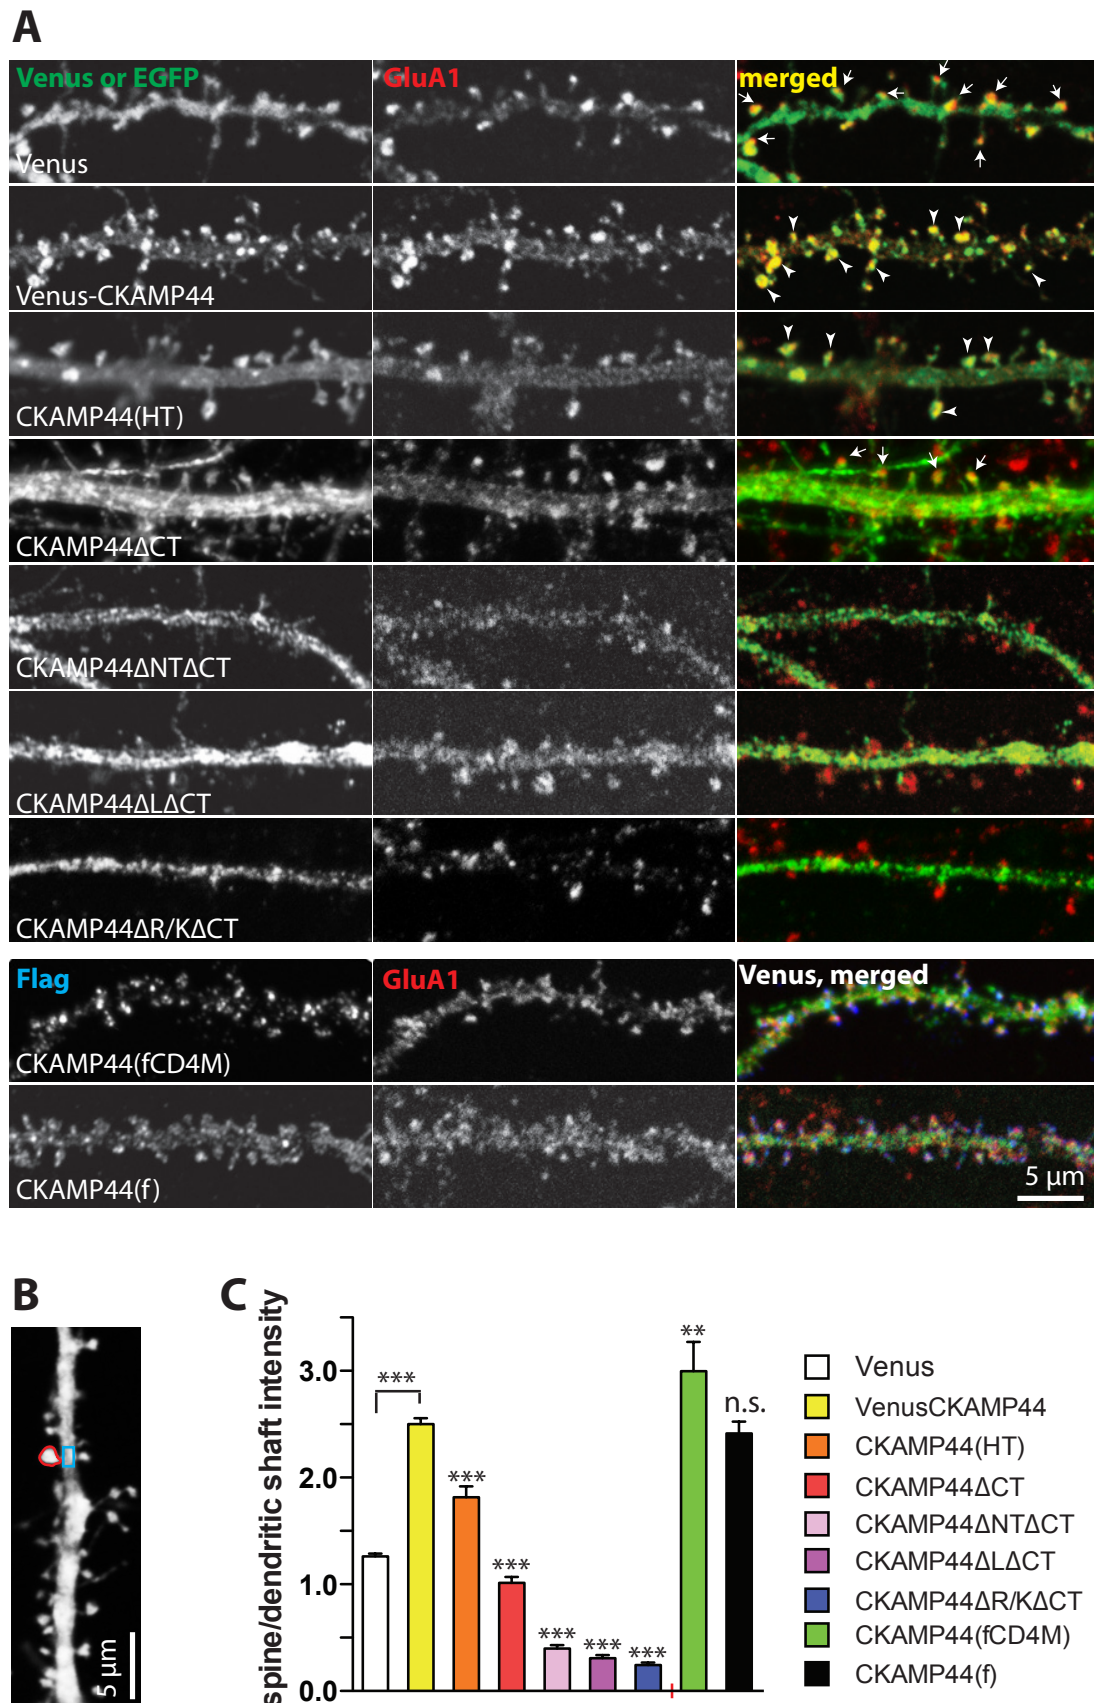 A
Venus or EGFP
GluA1
merged
Venus
Venus-CKAMP44
CKAMP44(HT)
CKAMP44ΔCT
CKAMP44ΔNTΔCT
CKAMP44ΔLΔCT
CKAMP44ΔR/KΔCT
Flag
GluA1
Venus, merged
CKAMP44(fCD4M)
CKAMP44(f)
5 µm
B
5 µm
C
spine/dendritic shaft intensity
3.0
2.0
1.0
0.0
***
***
***
***
***
***
**
n.s.
Venus
VenusCKAMP44
CKAMP44(HT)
CKAMP44ΔCT
CKAMP44ΔNTΔCT
CKAMP44ΔLΔCT
CKAMP44ΔR/KΔCT
CKAMP44(fCD4M)
CKAMP44(f)